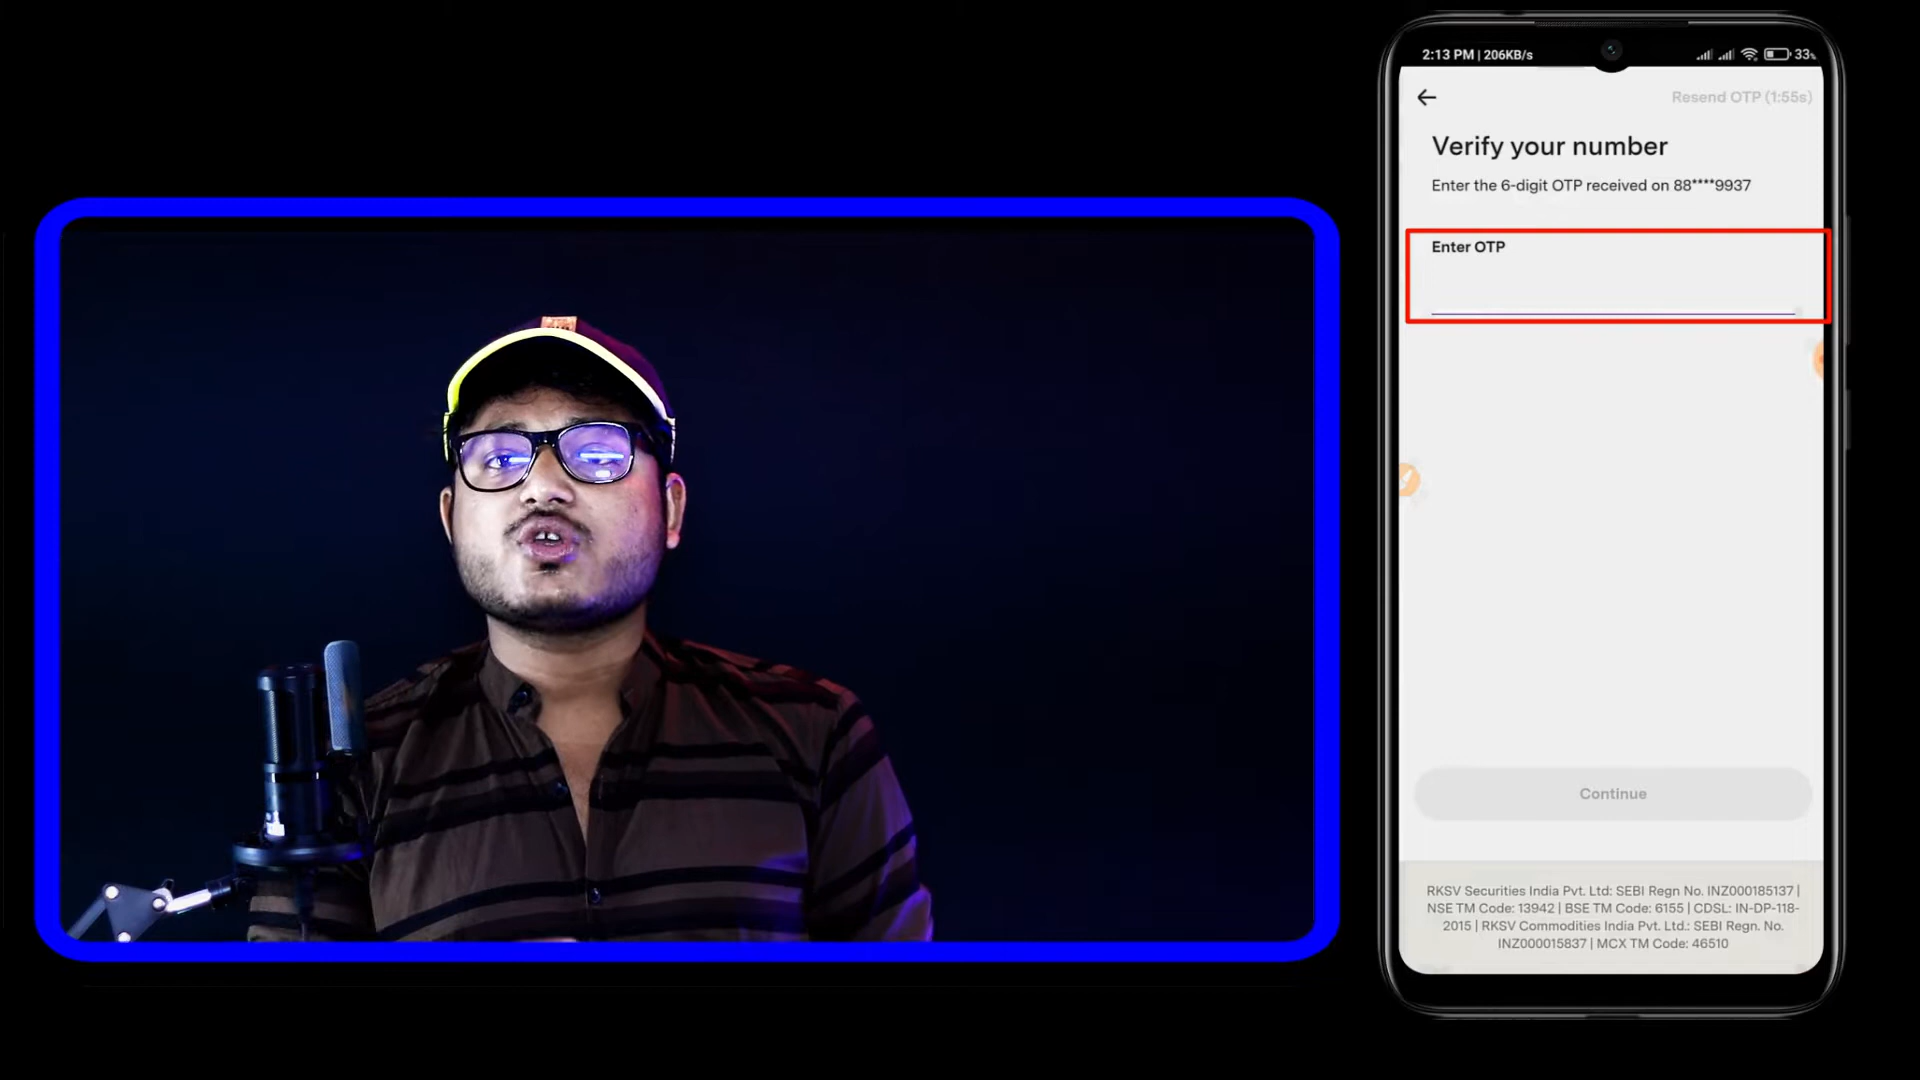 2:13 PM | 206KB/s
33%
Resend OTP (1:55s)
Verify your number
Enter the 6-digit OTP received on 88****9937
Enter OTP
Continue
RKSV Securities India Pvt. Ltd: SEBI Regn No. INZ000185137 |
NSE TM Code: 13942 | BSE TM Code: 6155 | CDSL: IN-DP-118-
2015 | RKSV Commodities India Pvt. Ltd.: SEBI Regn. No.
INZ000015837 | MCX TM Code: 46510